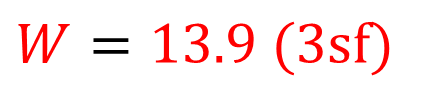 W = 13.9 (3sf)